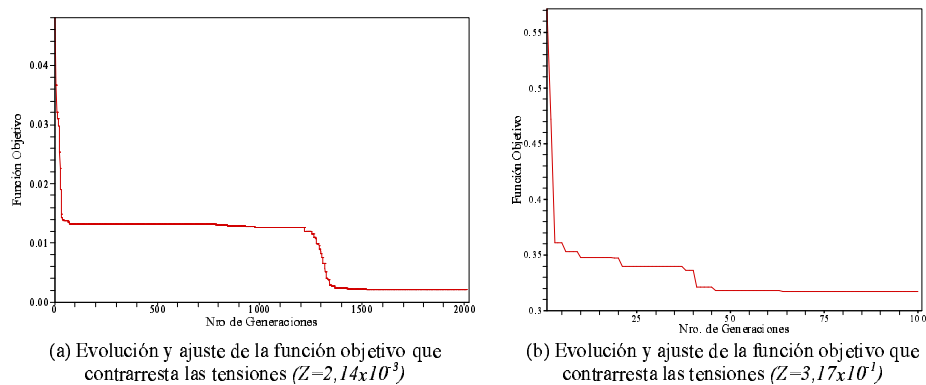 0.04
0.03
0.02
0.01
0.00
Función Objetivo
0
500
1000
1500
2000
Nro de Generaciones
(a) Evolución y ajuste de la función objetivo que
contrarresta las tensiones (Z=2,14x10⁻³)
0.55
0.5
0.45
0.4
0.35
0.3
Función Objetivo
25
50
75
100
Nro. de Generaciones
(b) Evolución y ajuste de la función objetivo que
contrarresta las tensiones (Z=3,17x10⁻¹)